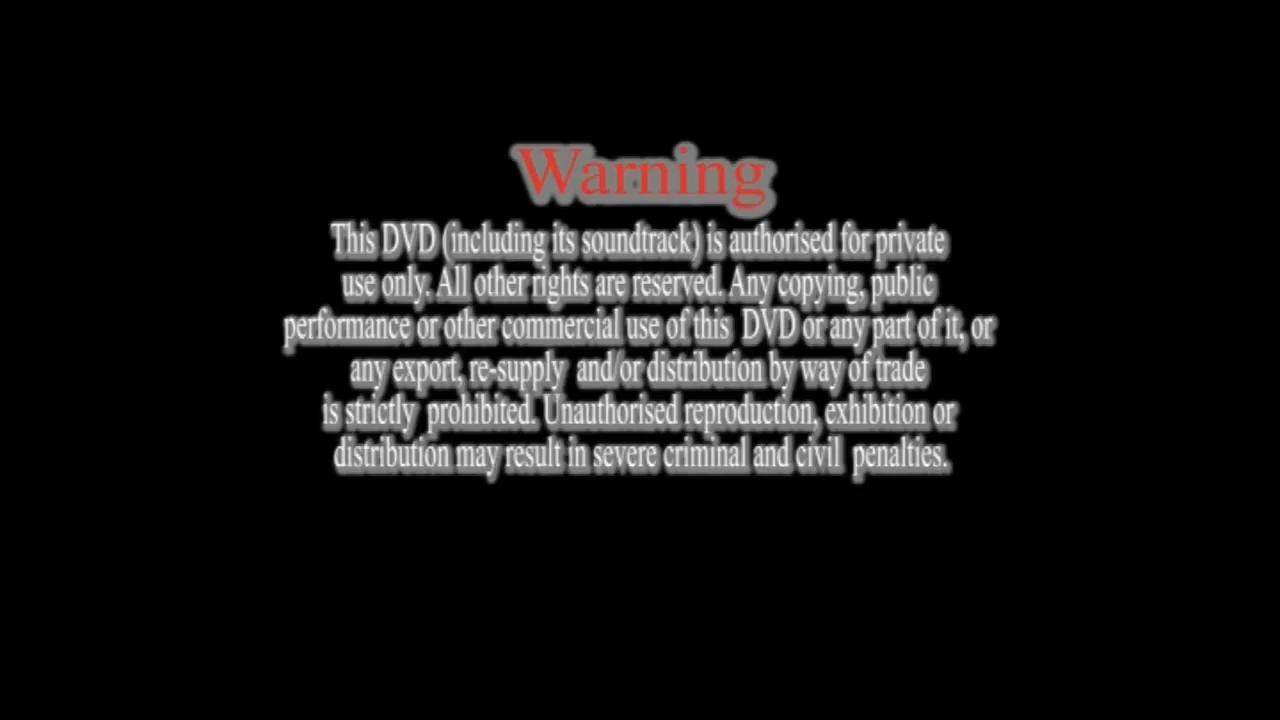 Warning
This DVD (including its soundtrack) is authorised for private
use only. All other rights are reserved. Any copying, public
performance or other commercial use of this DVD or any part of it, or
any export, re-supply and/or distribution by way of trade
is strictly prohibited. Unauthorised reproduction, exhibition or
distribution may result in severe criminal and civil penalties.